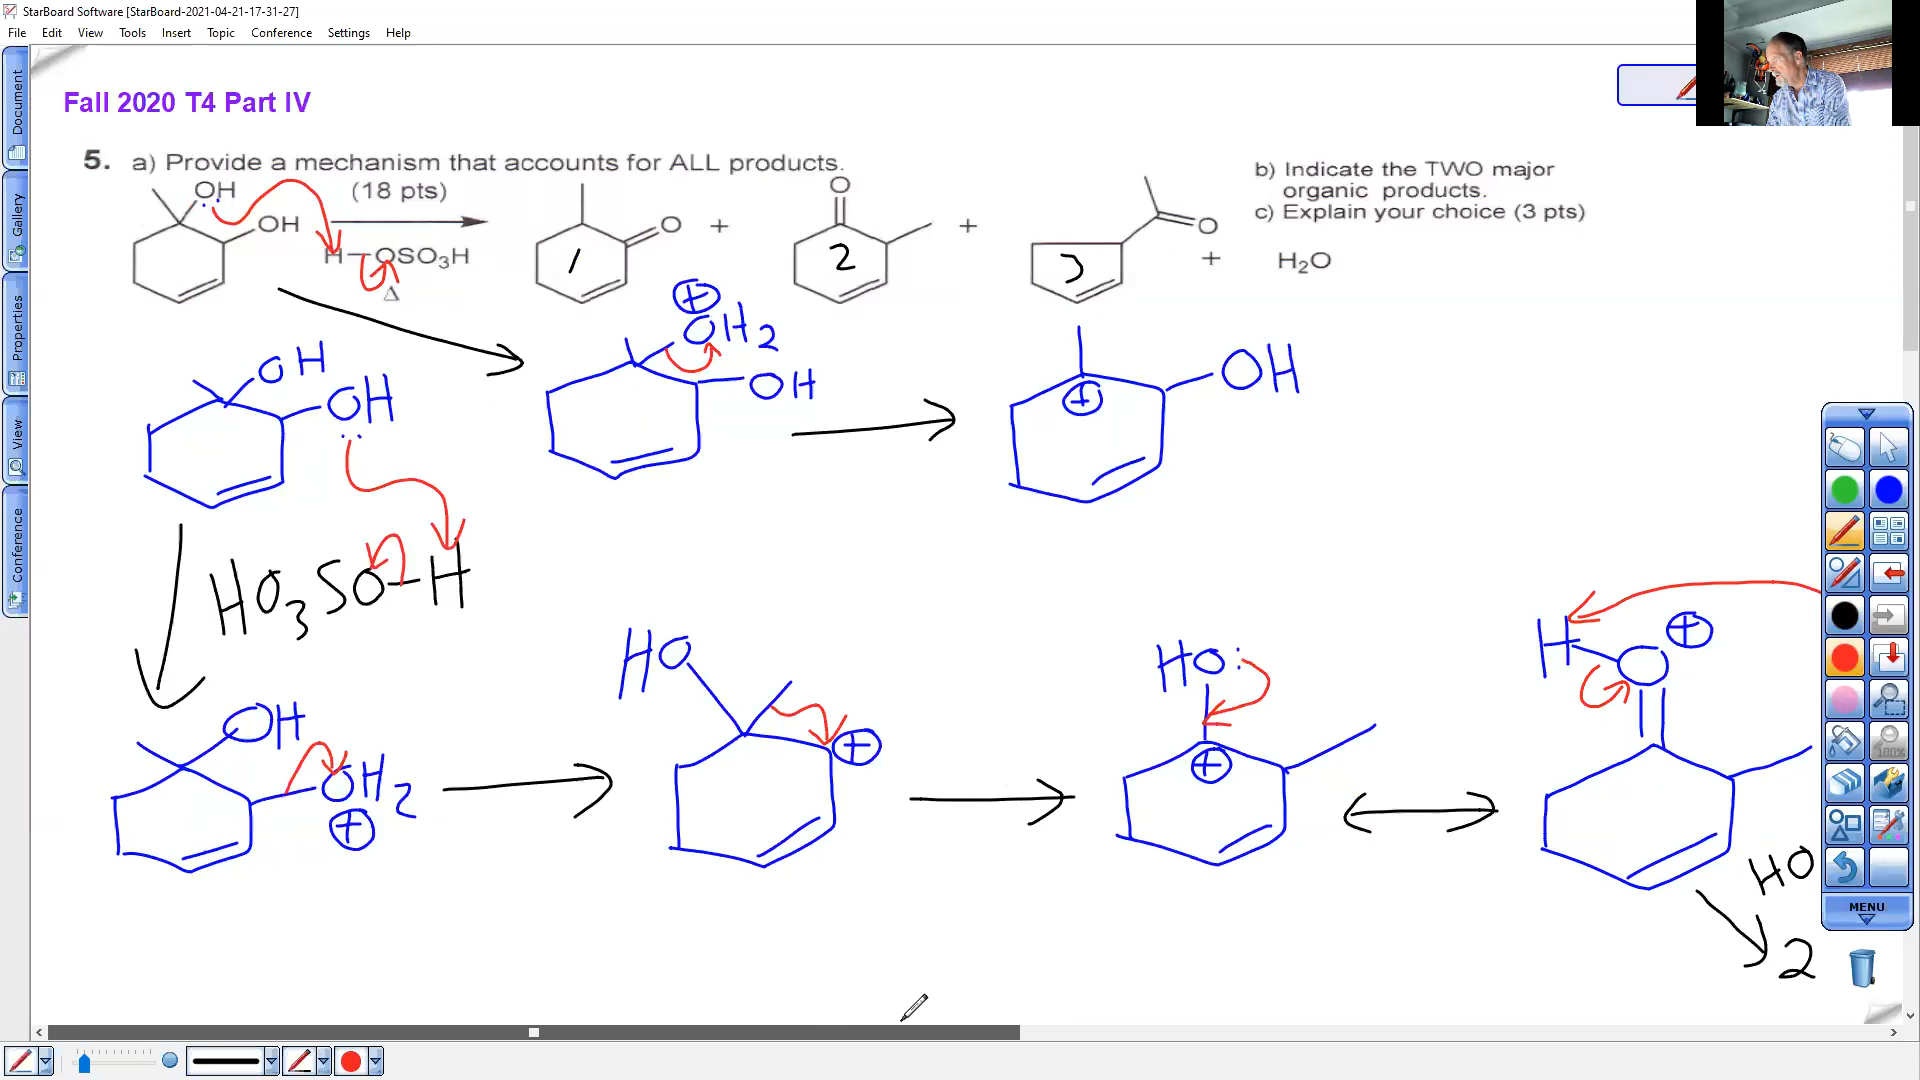 StarBoard Software [StarBoard-2021-04-21-17-31-27]
File Edit View Tools Insert Topic Conference Settings Help
Document
Gallery
Properties
View
Conference
Fall 2020 T4 Part IV
5. a) Provide a mechanism that accounts for ALL products.
(18 pts)
b) Indicate the TWO major
organic products.
c) Explain your choice (3 pts)
OH
OH
H-OSO3H
Δ
O
1
+
O
2
+
O
3
+
H2O
OH
OH
⊕
OH2
OH
⊕
OH
HO3SO-H
OH
OH2
⊕
HO
⊕
HO:
⊕
H-O
⊕
HO
2
MENU